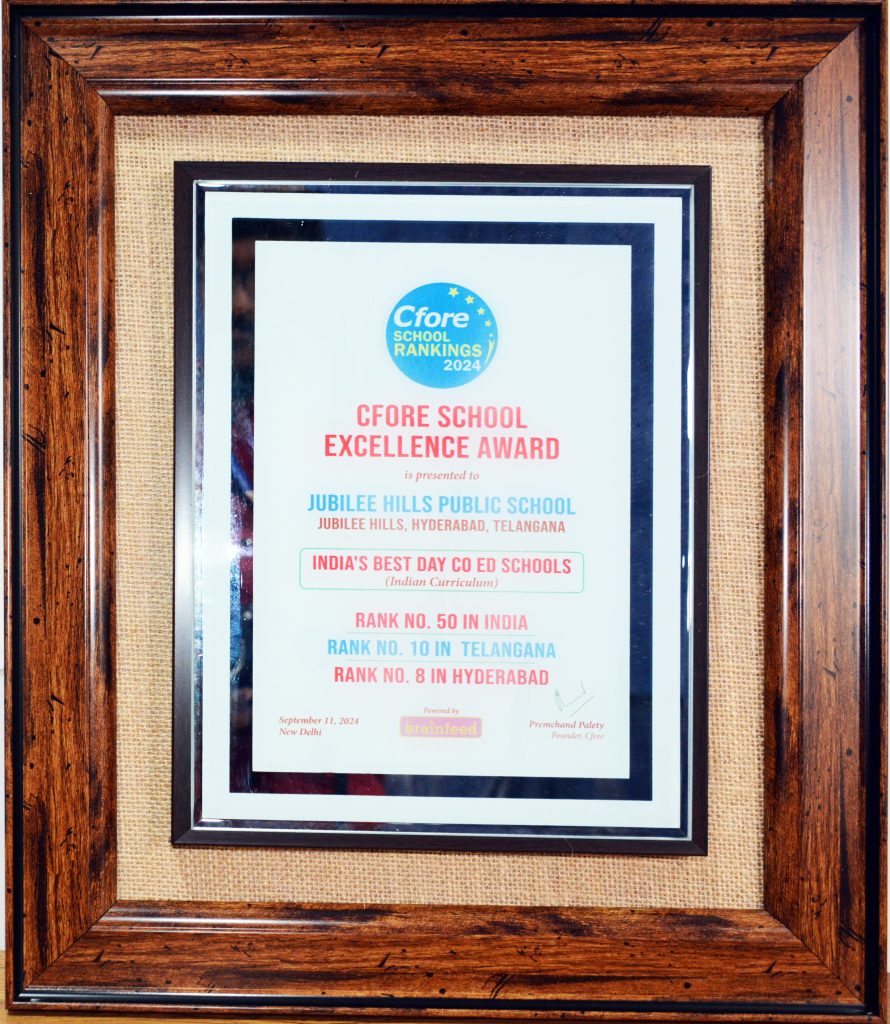 Cfore
SCHOOL
RANKINGS
2024
CFORE SCHOOL
EXCELLENCE AWARD
is presented to
JUBILEE HILLS PUBLIC SCHOOL
JUBILEE HILLS, HYDERABAD, TELANGANA
INDIA'S BEST DAY CO ED SCHOOLS
(Indian Curriculum)
RANK NO. 50 IN INDIA
RANK NO. 10 IN TELANGANA
RANK NO. 8 IN HYDERABAD
September 11, 2024
New Delhi
Powered by
brainfeed
Premchand Palety
Founder, Cfore